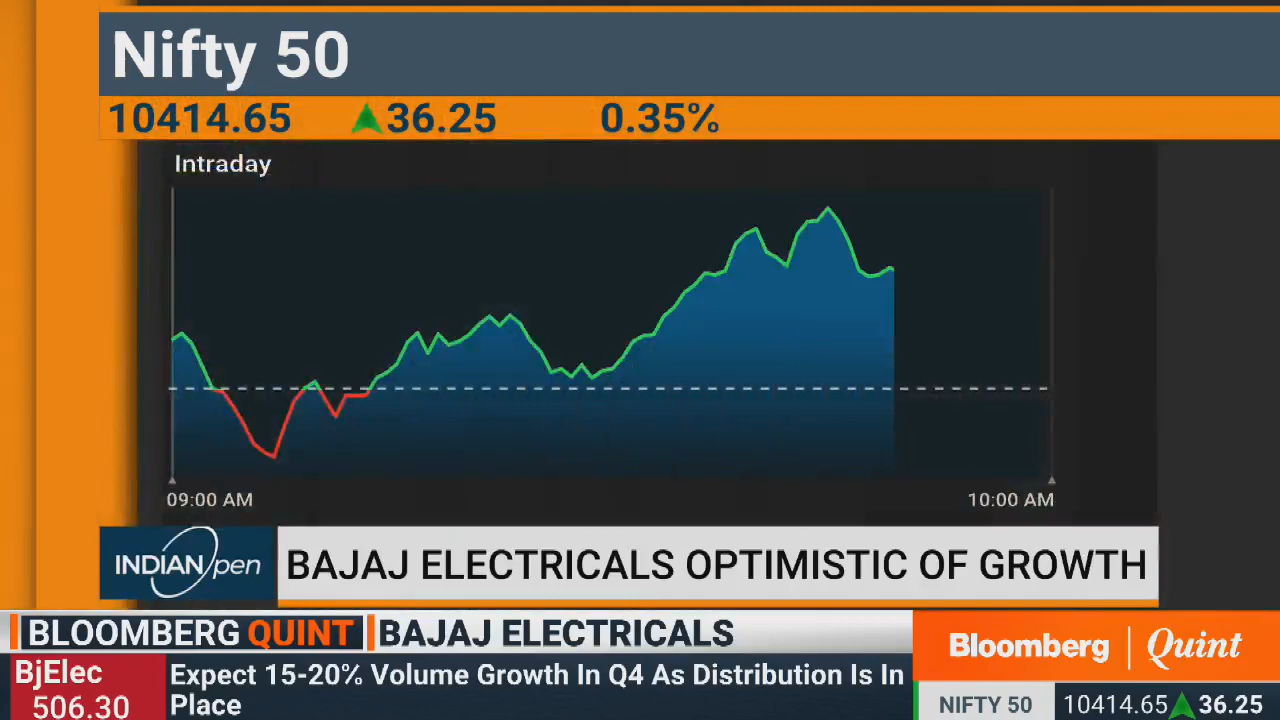 Nifty 50
10414.65 ▲36.25 0.35%
Intraday
09:00 AM 10:00 AM
INDIAN Open BAJAJ ELECTRICALS OPTIMISTIC OF GROWTH
BLOOMBERG QUINT BAJAJ ELECTRICALS
BjElec
506.30
Expect 15-20% Volume Growth In Q4 As Distribution Is In
Place
Bloomberg | Quint
NIFTY 50 10414.65 ▲36.25